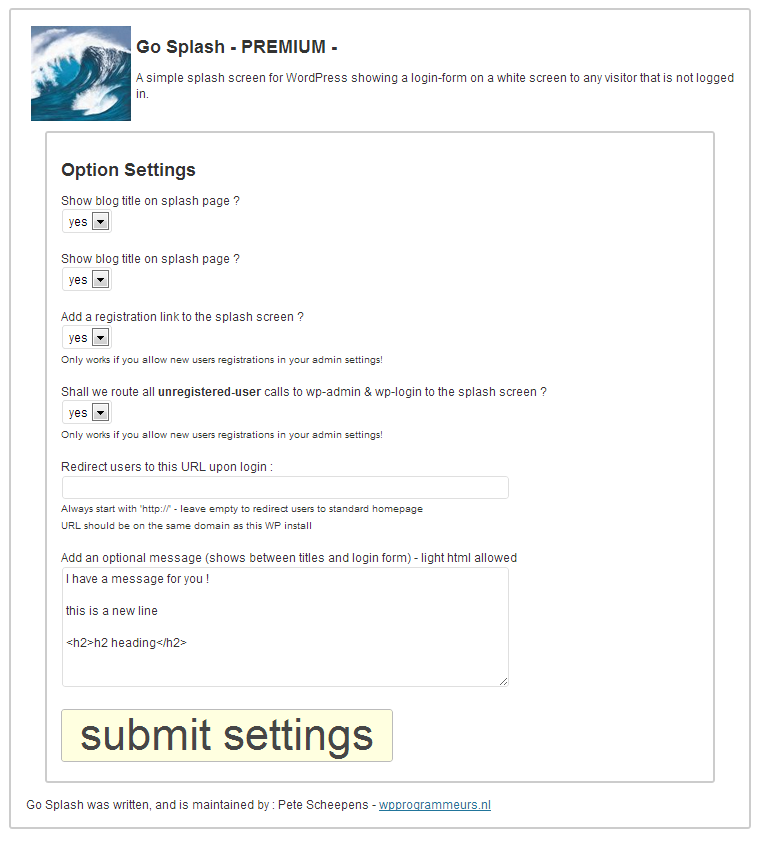 Go Splash - PREMIUM -
A simple splash screen for WordPress showing a login-form on a white screen to any visitor that is not logged
in.
Option Settings
Show blog title on splash page ?
yes
Show blog title on splash page ?
yes
Add a registration link to the splash screen ?
yes
Only works if you allow new users registrations in your admin settings!
Shall we route all unregistered-user calls to wp-admin & wp-login to the splash screen ?
yes
Only works if you allow new users registrations in your admin settings!
Redirect users to this URL upon login :
Always start with 'http://' - leave empty to redirect users to standard homepage
URL should be on the same domain as this WP install
Add an optional message (shows between titles and login form) - light html allowed
I have a message for you !
this is a new line
<h2>h2 heading</h2>
submit settings
Go Splash was written, and is maintained by : Pete Scheepens - wpprogrammeurs.nl